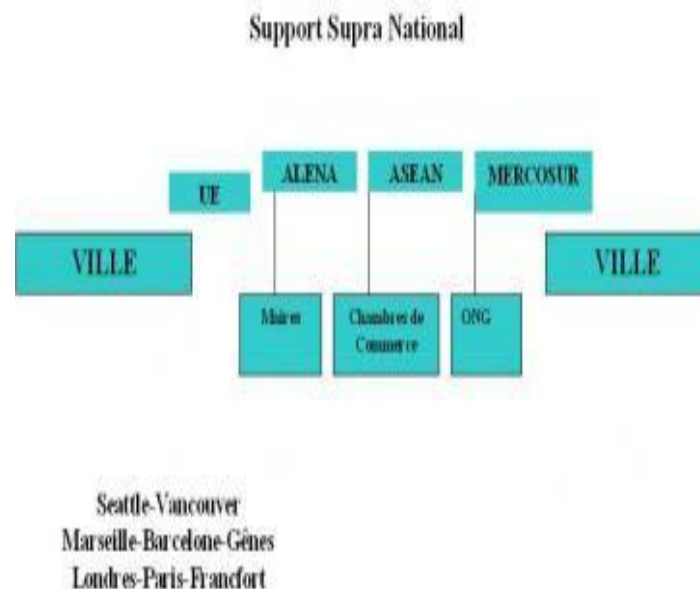 Support Supra National
UE
ALENA
ASEAN
MERCOSUR
VILLE
VILLE
Maires
Chambres de
Commerce
ONG
Seattle-Vancouver
Marseille-Barcelone-Gênes
Londres-Paris-Francfort